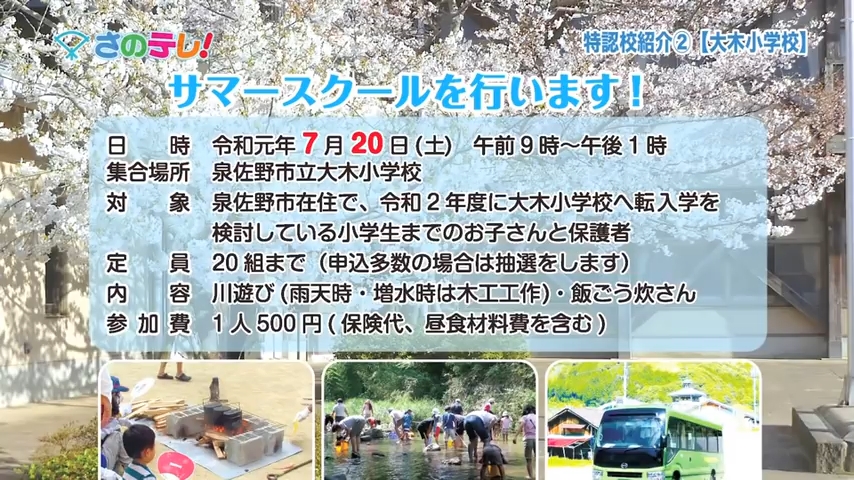 さのテレ!
特認校紹介2【大木小学校】
サマースクールを行います!
日時 令和元年7月20日(土) 午前9時~午後1時
集合場所 泉佐野市立大木小学校
対象 泉佐野市在住で、令和2年度に大木小学校へ転入学を
検討している小学生までのお子さんと保護者
定員 20組まで(申込多数の場合は抽選をします)
内容 川遊び(雨天時・増水時は木工工作)・飯ごう炊さん
参加費 1人500円(保険代、昼食材料費を含む)